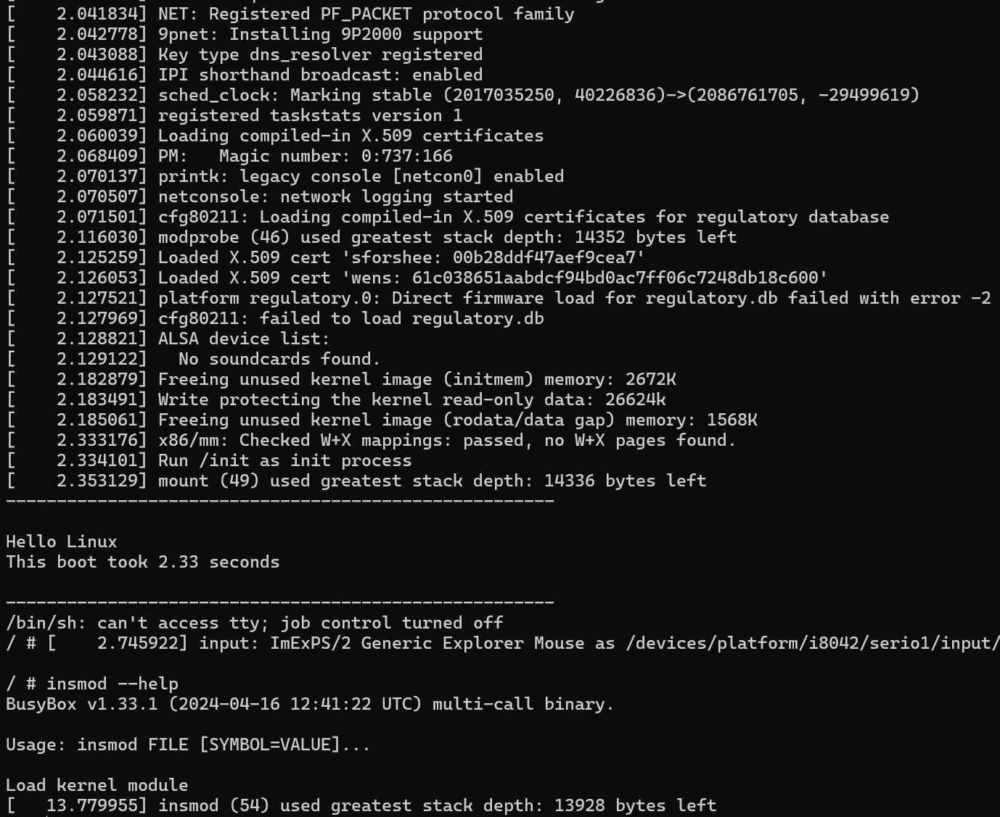 [    2.041834] NET: Registered PF_PACKET protocol family
[    2.042778] 9pnet: Installing 9P2000 support
[    2.043088] Key type dns_resolver registered
[    2.044616] IPI shorthand broadcast: enabled
[    2.058232] sched_clock: Marking stable (2017035250, 40226836)->(2086761705, -29499619)
[    2.059871] registered taskstats version 1
[    2.060039] Loading compiled-in X.509 certificates
[    2.068409] PM:   Magic number: 0:737:166
[    2.070137] printk: legacy console [netcon0] enabled
[    2.070507] netconsole: network logging started
[    2.071501] cfg80211: Loading compiled-in X.509 certificates for regulatory database
[    2.116030] modprobe (46) used greatest stack depth: 14352 bytes left
[    2.125259] Loaded X.509 cert 'sforshee: 00b28ddf47aef9cea7'
[    2.126053] Loaded X.509 cert 'wens: 61c038651aabdcf94bd0ac7ff06c7248db18c600'
[    2.127521] platform regulatory.0: Direct firmware load for regulatory.db failed with error -2
[    2.127969] cfg80211: failed to load regulatory.db
[    2.128821] ALSA device list:
[    2.129122]   No soundcards found.
[    2.182879] Freeing unused kernel image (initmem) memory: 2672K
[    2.183491] Write protecting the kernel read-only data: 26624k
[    2.185061] Freeing unused kernel image (rodata/data gap) memory: 1568K
[    2.333176] x86/mm: Checked W+X mappings: passed, no W+X pages found.
[    2.334101] Run /init as init process
[    2.353129] mount (49) used greatest stack depth: 14336 bytes left
------------------------------------------------------
Hello Linux
This boot took 2.33 seconds
------------------------------------------------------
/bin/sh: can't access tty; job control turned off
/ # [    2.745922] input: ImExPS/2 Generic Explorer Mouse as /devices/platform/i8042/serio1/input/
/ # insmod --help
BusyBox v1.33.1 (2024-04-16 12:41:22 UTC) multi-call binary.
Usage: insmod FILE [SYMBOL=VALUE]...
Load kernel module
[   13.779955] insmod (54) used greatest stack depth: 13928 bytes left